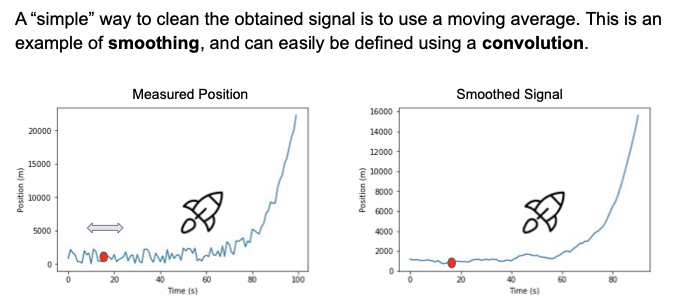 A “simple” way to clean the obtained signal is to use a moving average. This is an
example of smoothing, and can easily be defined using a convolution.
Measured Position
Smoothed Signal
Position (m)
20000
15000
10000
5000
0
0 20 40 60 80 100
Time (s)
Position (m)
16000
14000
12000
10000
8000
6000
4000
2000
0
0 20 40 60 80
Time (s)